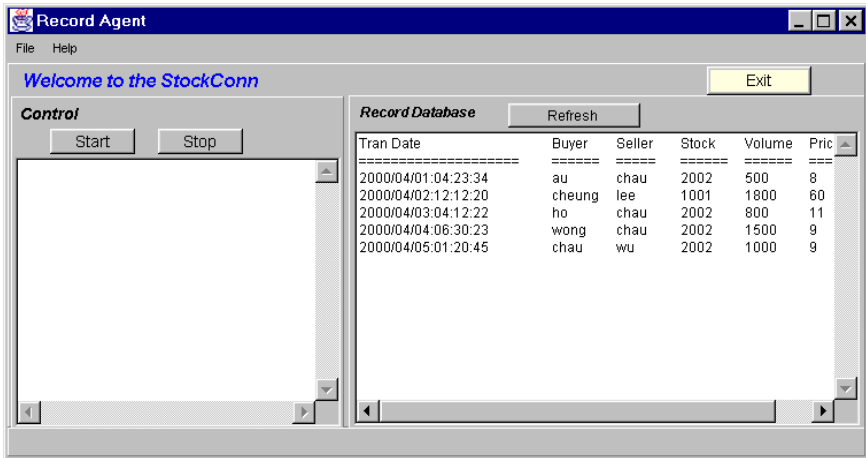 Record Agent
File Help
Welcome to the StockConn
Exit
Control
Start Stop
Record Database
Refresh
Tran Date Buyer Seller Stock Volume Pric
==================== ====== ===== ====== ====== ===
2000/04/01:04:23:34 au chau 2002 500 8
2000/04/02:12:12:20 cheung lee 1001 1800 60
2000/04/03:04:12:22 ho chau 2002 800 11
2000/04/04:06:30:23 wong chau 2002 1500 9
2000/04/05:01:20:45 chau wu 2002 1000 9